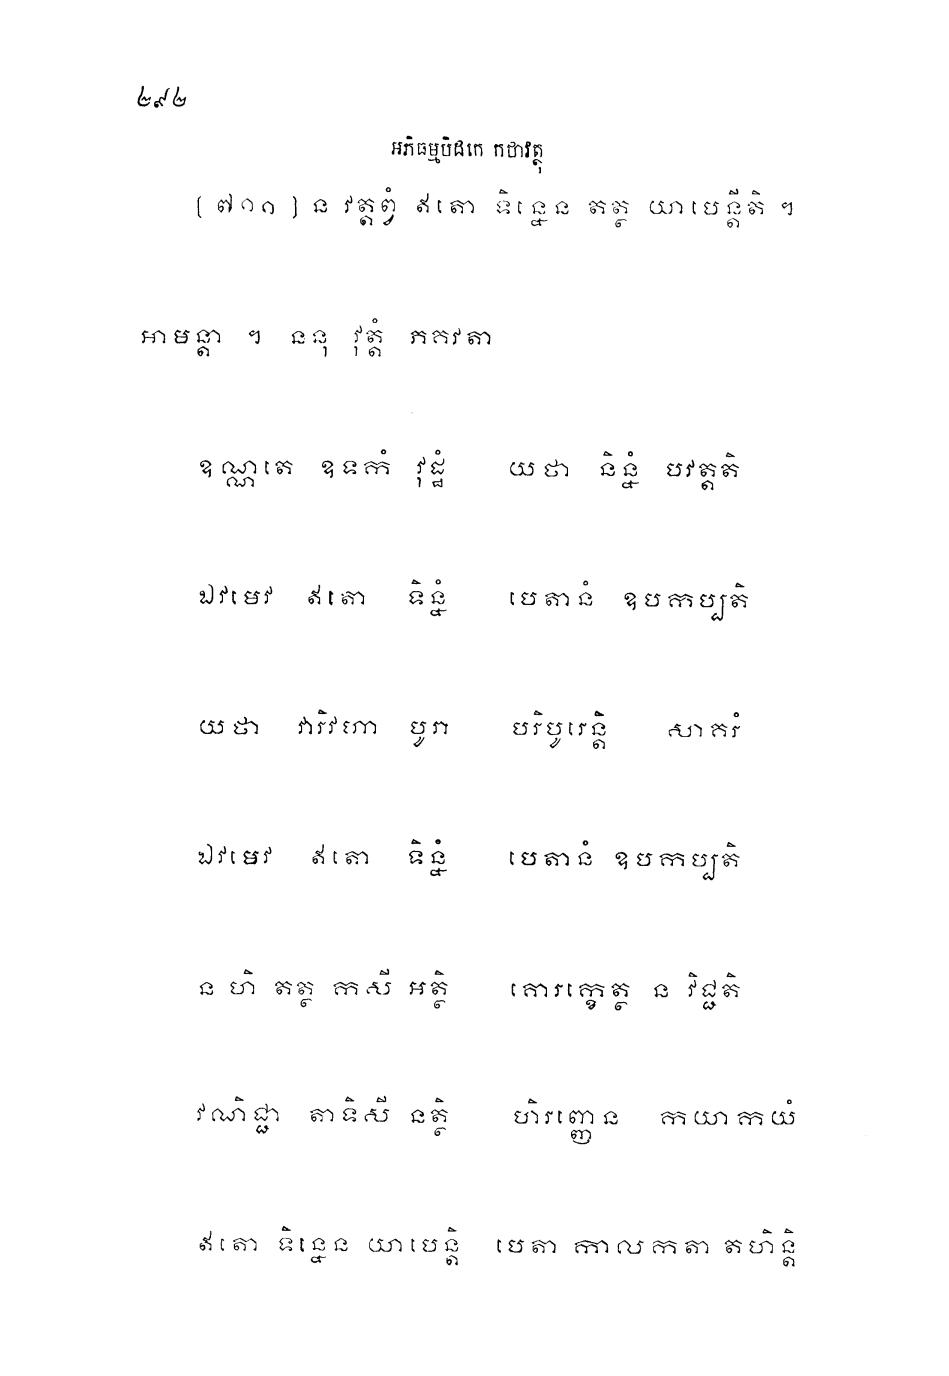 ២៩២
អភិធម្មបិដកេ កថាវត្ថុ
[៧១១] ន វត្តព្វំ ឥតោ ទិន្នេន តត្ថ យាបេន្តីតិ ។
អាមន្តា ។ ននុ វុត្តំ ភគវតា
ឧណ្ណតេ ឧទកំ វុដ្ឋំ យថា និន្នំ បវត្តតិ
ឯវមេវ ឥតោ ទិន្នំ បេតានំ ឧបកប្បតិ
យថា វារិវហា បូរា បរិបូរេន្តិ សាគរំ
ឯវមេវ ឥតោ ទិន្នំ បេតានំ ឧបកប្បតិ
ន ហិ តត្ថ កសី អត្ថិ គោរក្ខេត្ថ ន វិជ្ជតិ
វណិជ្ជា តាទិសី នត្ថិ ហិរញ្ញេន កយាកយំ
ឥតោ ទិន្នេន យាបេន្តិ បេតា កាលកតា តហិន្តិ